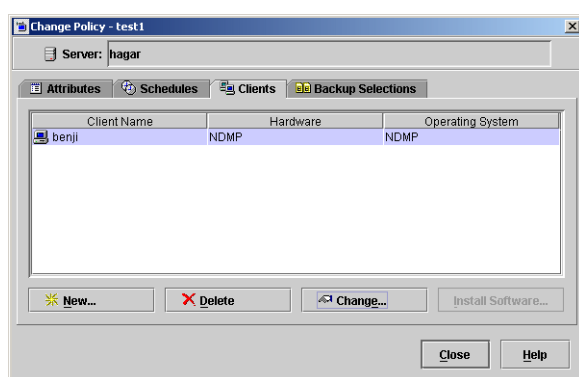 Change Policy - test1
Server: hagar
Attributes Schedules Clients Backup Selections
Client Name Hardware Operating System
benji NDMP NDMP
New... Delete Change... Install Software...
Close Help